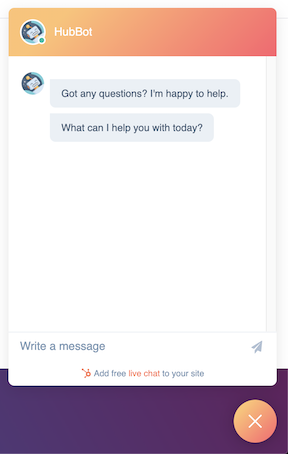 HubBot
Got any questions? I'm happy to help.
What can I help you with today?
Write a message
Add free live chat to your site